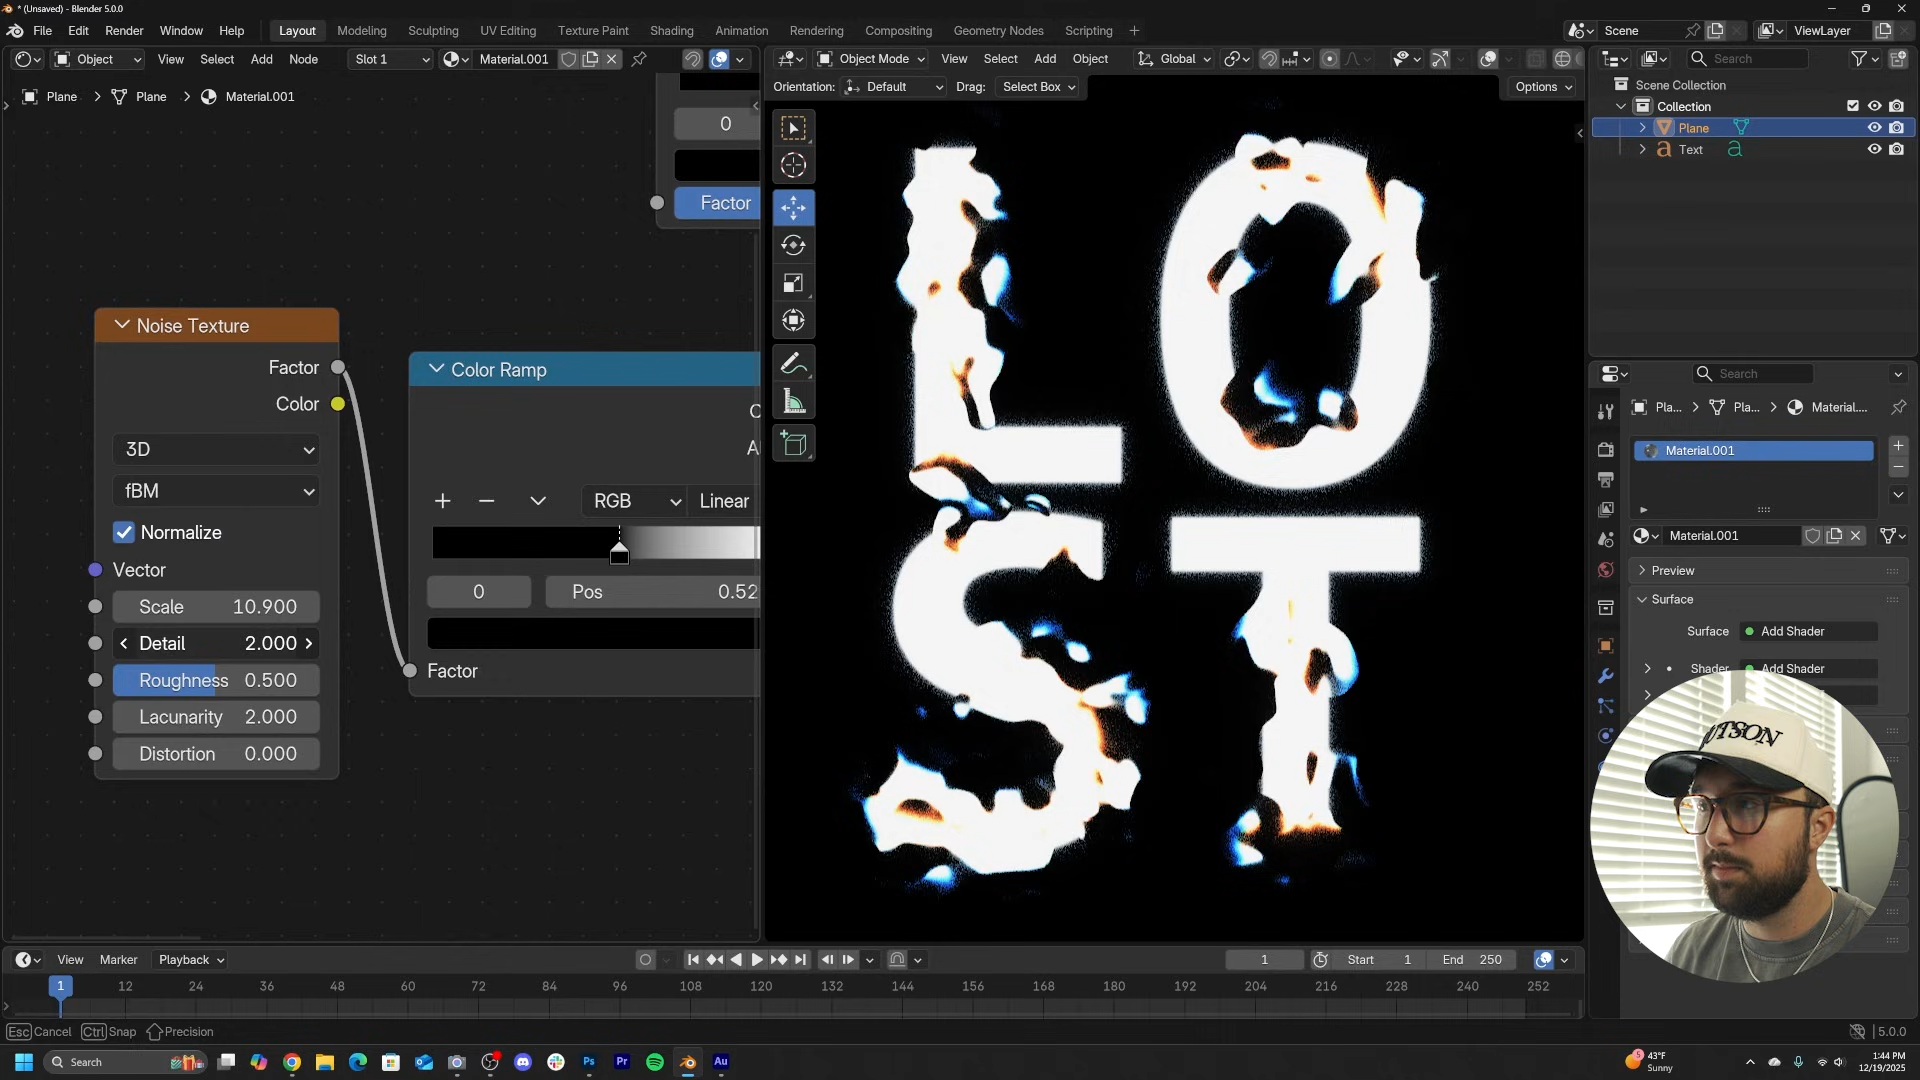 * (Unsaved) - Blender 5.0.0
File Edit Render Window Help
Layout Modeling Sculpting UV Editing Texture Paint Shading Animation Rendering Compositing Geometry Nodes Scripting +
Scene
ViewLayer
Object View Select Add Node Slot 1 Material.001
Object Mode View Select Add Object Global
Search
Plane > Plane > Material.001
Orientation: Default Drag: Select Box
Options
Scene Collection
Collection
Plane
Text
0
Factor
Noise Texture
Factor
Color
3D
fBM
Normalize
Vector
Scale 10.900
Detail 2.000
Roughness 0.500
Lacunarity 2.000
Distortion 0.000
Color Ramp
RGB Linear
0 Pos 0.52
Factor
LO
ST
Search
Pla... > Pla... > Material....
Material.001
Material.001
Preview
Surface
Surface Add Shader
Shader Add Shader
View Marker Playback
1 Start 1 End 250
1 12 24 36 48 60 72 84 96 108 120 132 144 156 168 180 192 204 216 228 240 252
Esc Cancel Ctrl Snap Precision
5.0.0
Search
43°F
Sunny
1:44 PM
12/19/2025